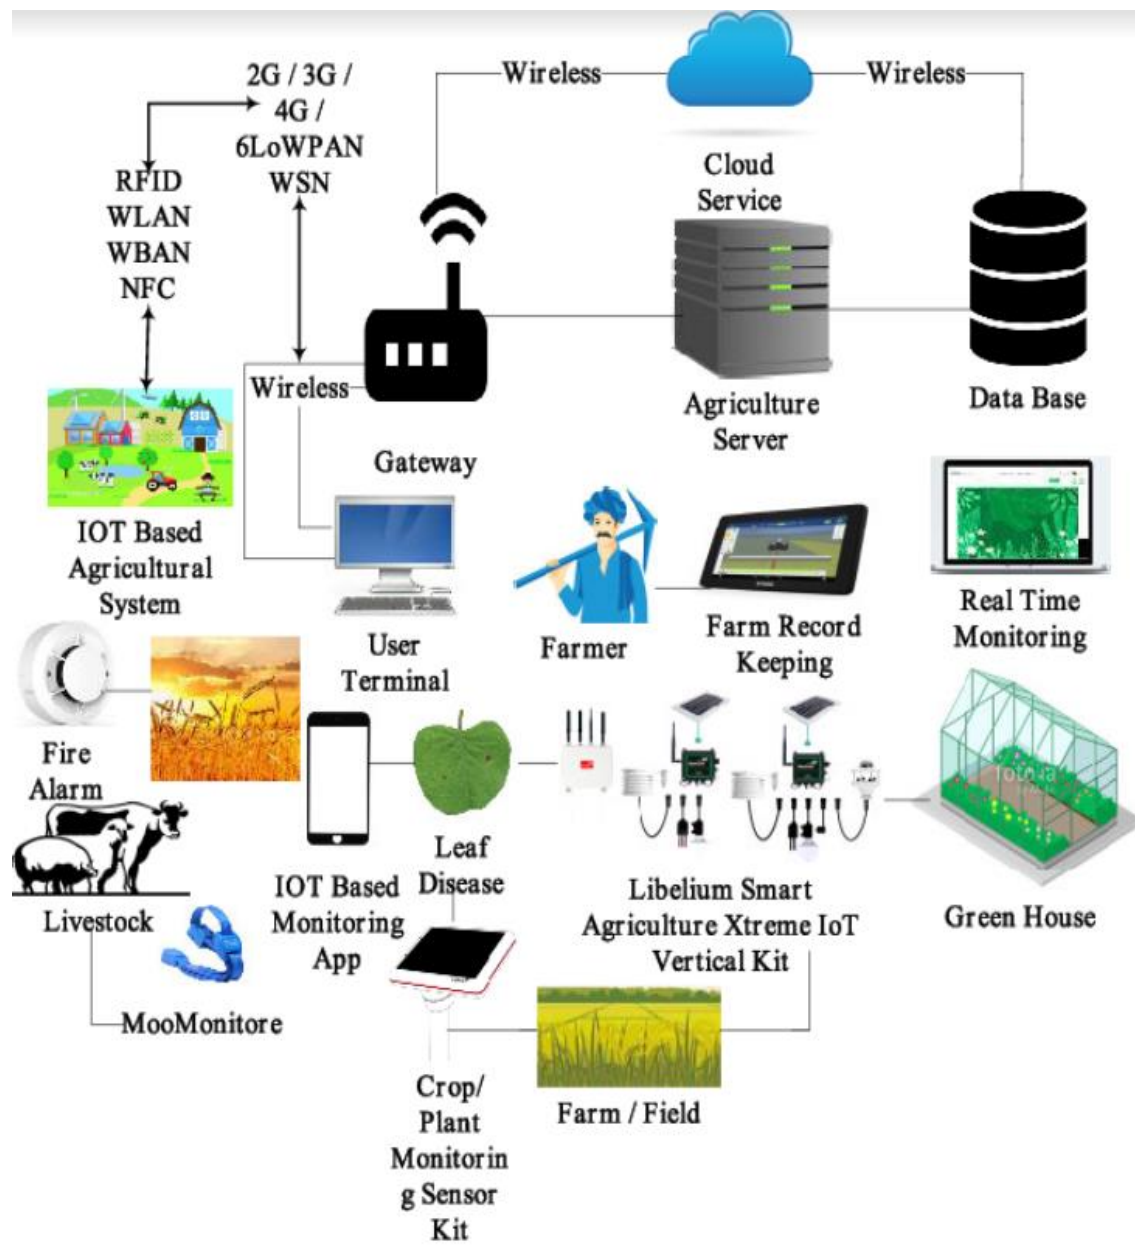 2G / 3G /
4G /
6LoWPAN
WSN
Wireless
Wireless
Cloud
Service
RFID
WLAN
WBAN
NFC
Wireless
Gateway
Agriculture
Server
Data Base
IOT Based
Agricultural
System
User
Terminal
Farmer
Farm Record
Keeping
Real Time
Monitoring
Fire
Alarm
Livestock
MooMonitore
IOT Based
Monitoring
App
Leaf
Disease
Libelium Smart
Agriculture Xtreme IoT
Vertical Kit
Green House
Crop/
Plant
Monitorin
g Sensor
Kit
Farm / Field